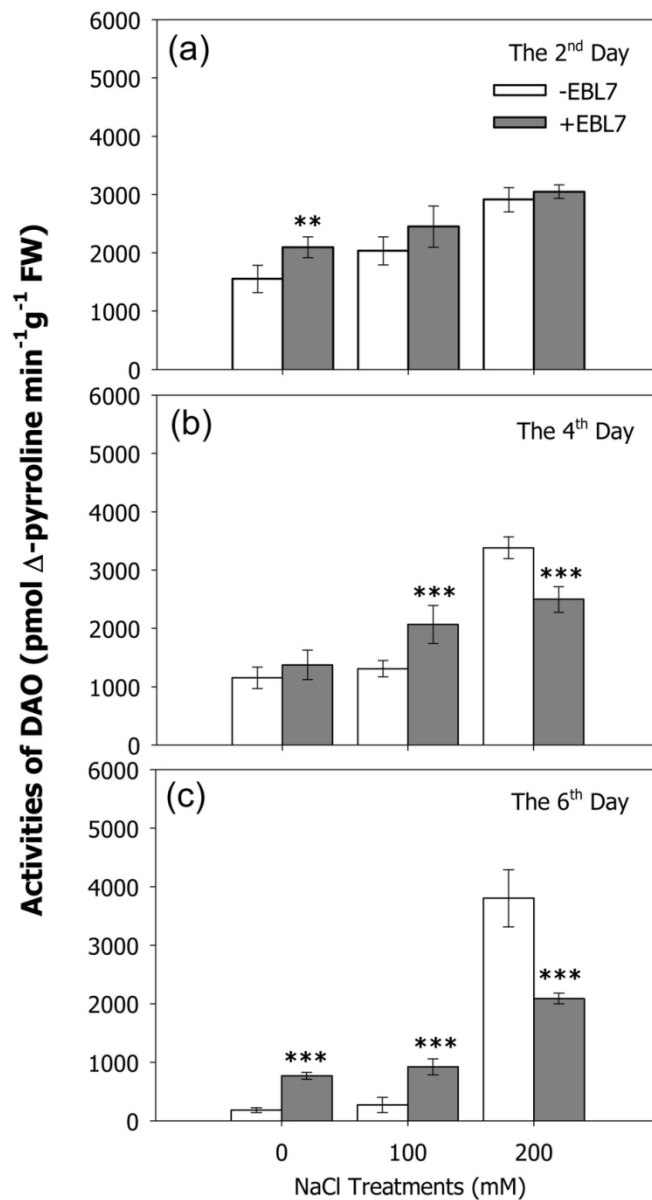 Activities of DAO (pmol Δ-pyrroline min⁻¹g⁻¹ FW)
(a)
The 2ⁿᵈ Day
-EBL7
+EBL7
6000
5000
4000
3000
2000
1000
0
**
(b)
The 4ᵗʰ Day
6000
5000
4000
3000
2000
1000
0
***
***
(c)
The 6ᵗʰ Day
6000
5000
4000
3000
2000
1000
0
***
***
***
0 100 200
NaCl Treatments (mM)